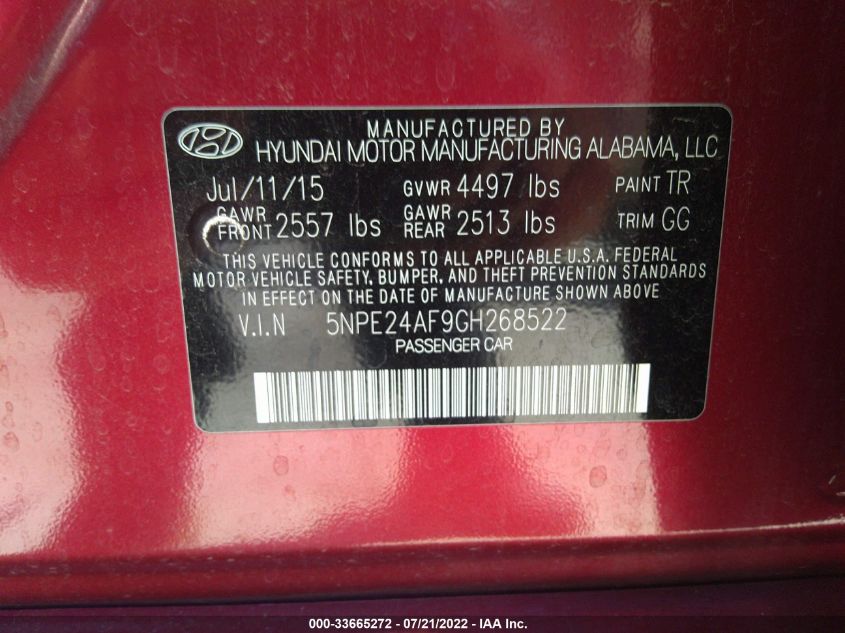 MANUFACTURED BY
HYUNDAI MOTOR MANUFACTURING ALABAMA, LLC
Jul/11/15 GVWR 4497 lbs PAINT TR
GAWR FRONT 2557 lbs GAWR REAR 2513 lbs TRIM GG
THIS VEHICLE CONFORMS TO ALL APPLICABLE U.S.A. FEDERAL
MOTOR VEHICLE SAFETY, BUMPER, AND THEFT PREVENTION STANDARDS
IN EFFECT ON THE DATE OF MANUFACTURE SHOWN ABOVE
V.I.N 5NPE24AF9GH268522
PASSENGER CAR
000-33665272 - 07/21/2022 - IAA Inc.